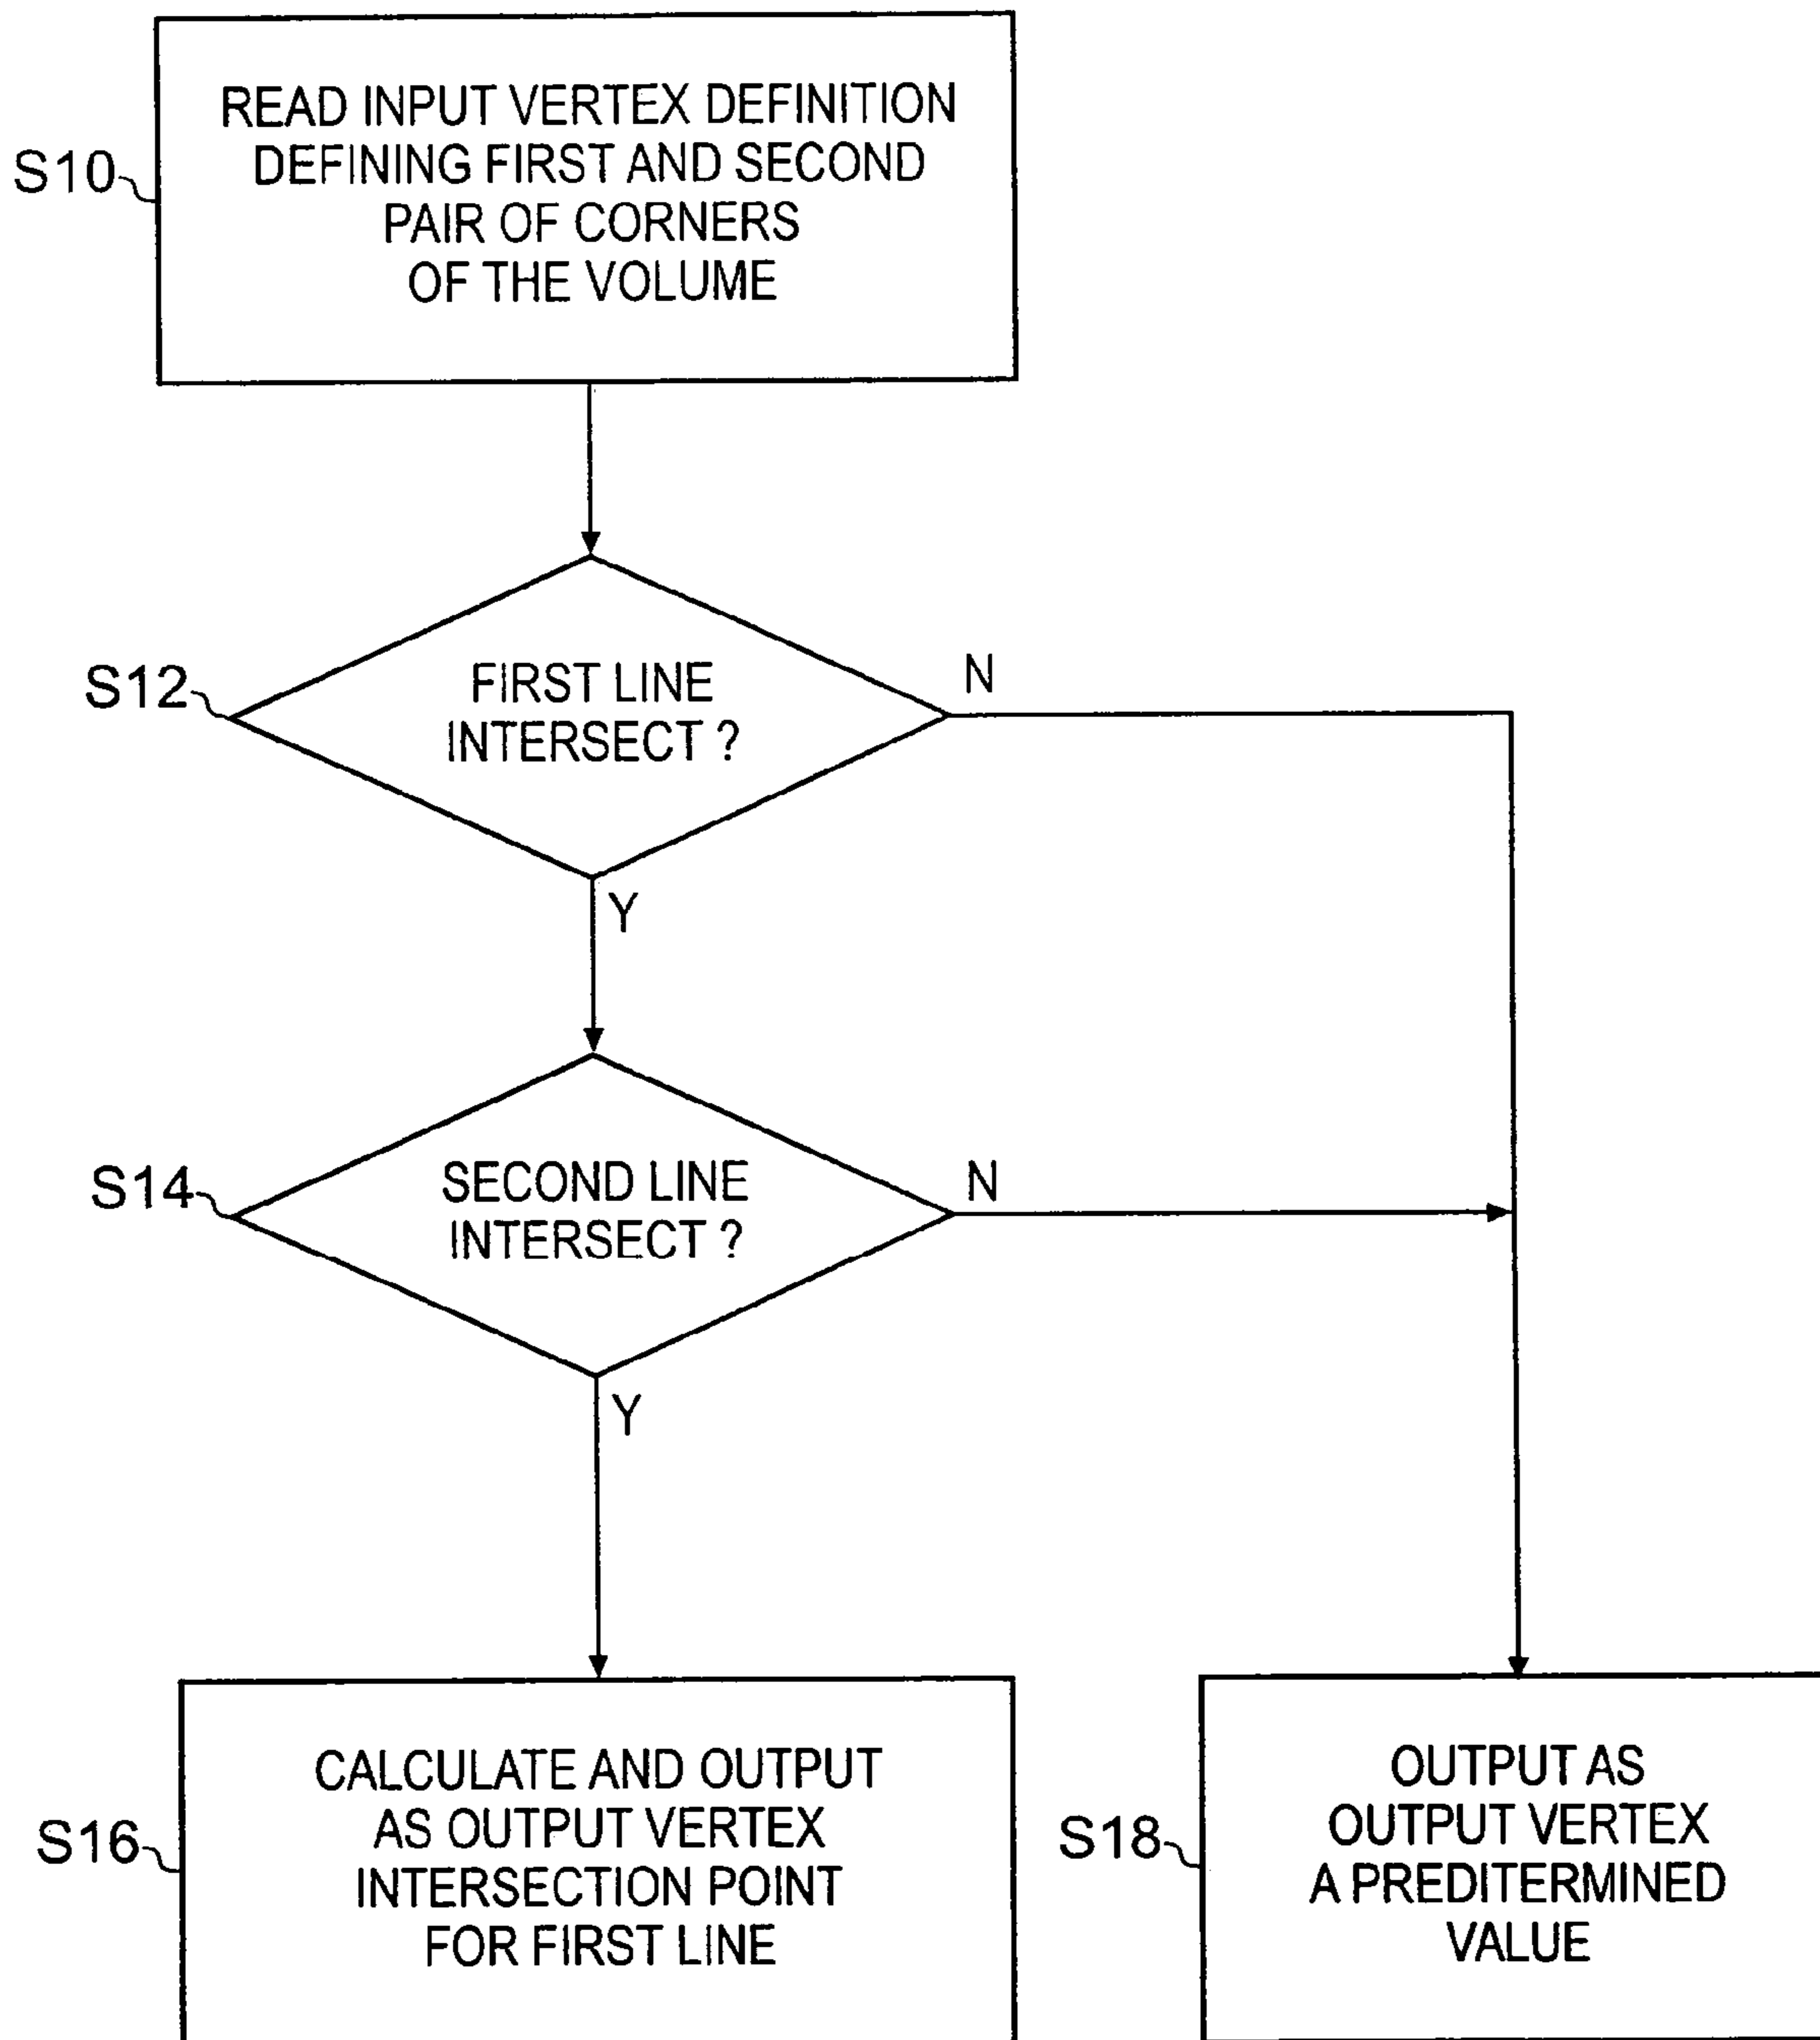 READ INPUT VERTEX DEFINITION
DEFINING FIRST AND SECOND
PAIR OF CORNERS
OF THE VOLUME
S10
FIRST LINE
INTERSECT ?
S12
N
Y
SECOND LINE
INTERSECT ?
S14
N
Y
CALCULATE AND OUTPUT
AS OUTPUT VERTEX
INTERSECTION POINT
FOR FIRST LINE
S16
OUTPUT AS
OUTPUT VERTEX
A PREDITERMINED
VALUE
S18